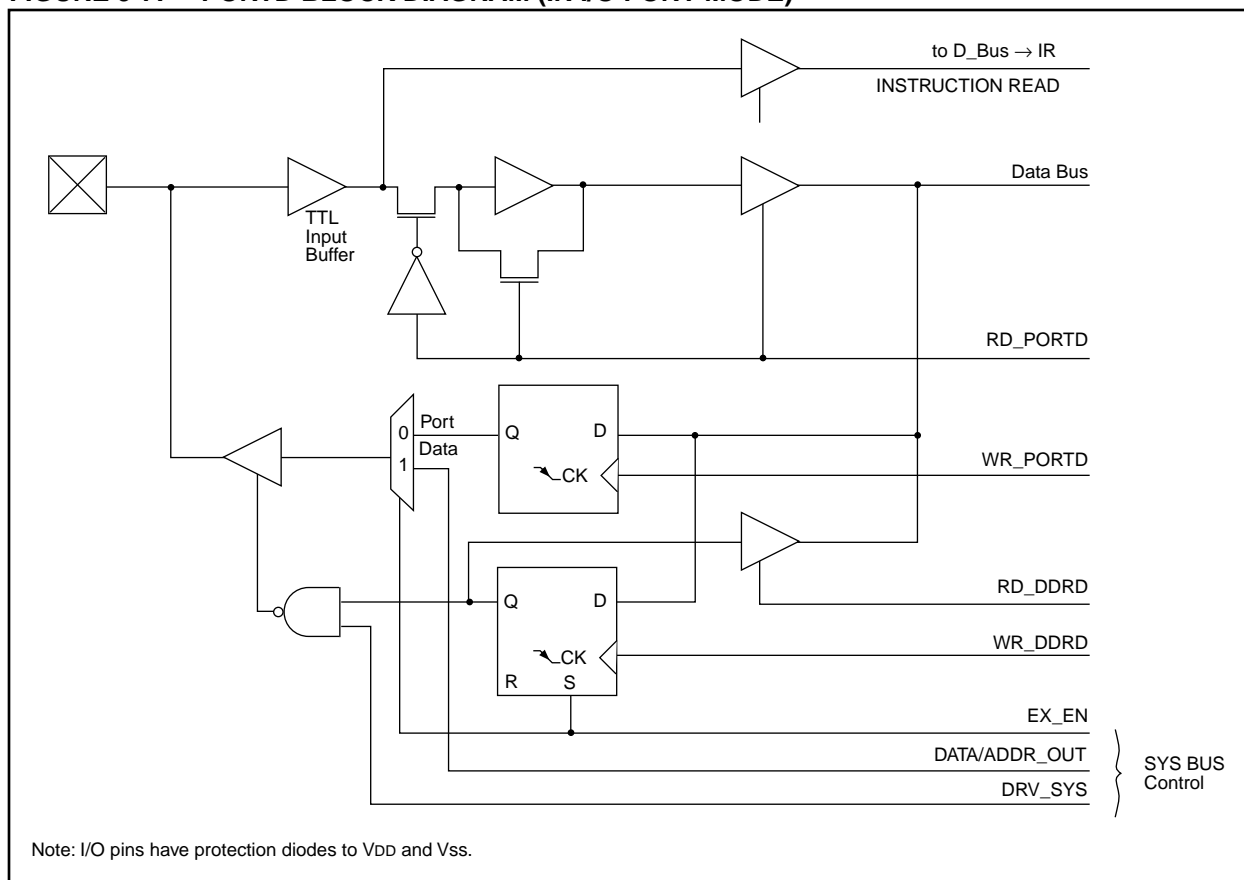 to D_Bus → IR
INSTRUCTION READ
Data Bus
TTL
Input
Buffer
RD_PORTD
Port
0
Q
D
Data
1
CK
WR_PORTD
RD_DDRD
Q
D
WR_DDRD
CK
R
S
EX_EN
DATA/ADDR_OUT
SYS BUS
Control
DRV_SYS
Note: I/O pins have protection diodes to VDD and Vss.